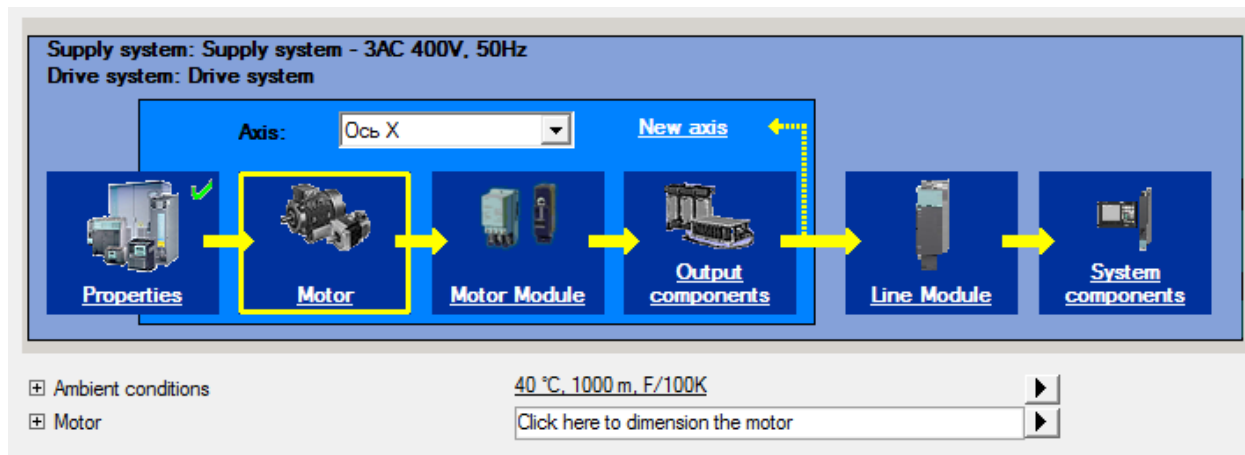 Supply system: Supply system - 3AC 400V, 50Hz
Drive system: Drive system
Axis: Ось X New axis
Properties Motor Motor Module Output components Line Module System components
Ambient conditions 40 °C, 1000 m, F/100K
Motor Click here to dimension the motor